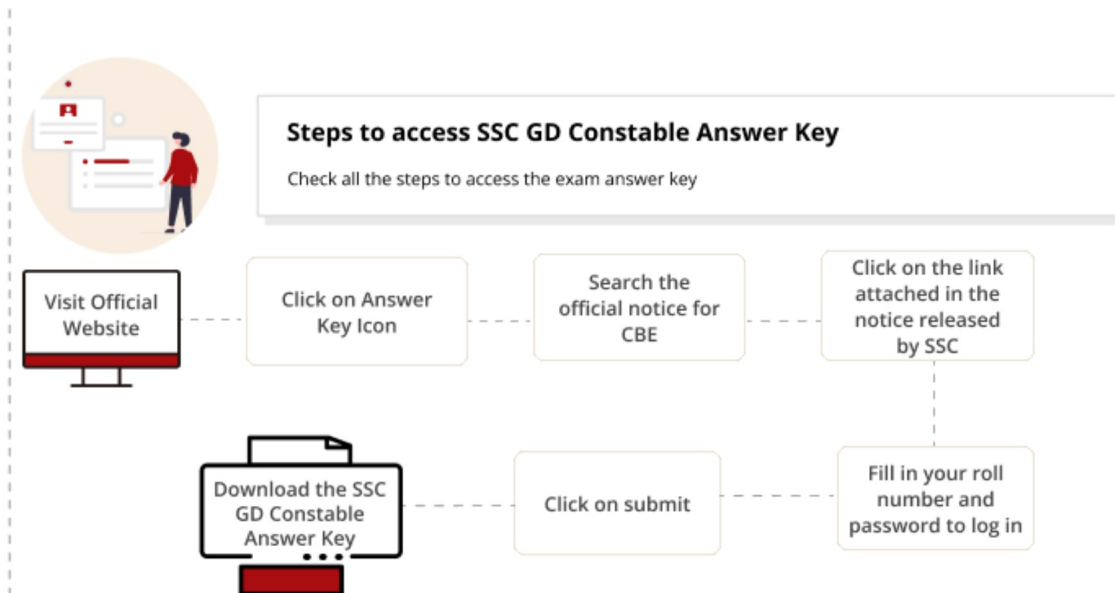 Steps to access SSC GD Constable Answer Key
Check all the steps to access the exam answer key
Visit Official
Website
Click on Answer
Key Icon
Search the
official notice for
CBE
Click on the link
attached in the
notice released
by SSC
Fill in your roll
number and
password to log in
Click on submit
Download the SSC
GD Constable
Answer Key